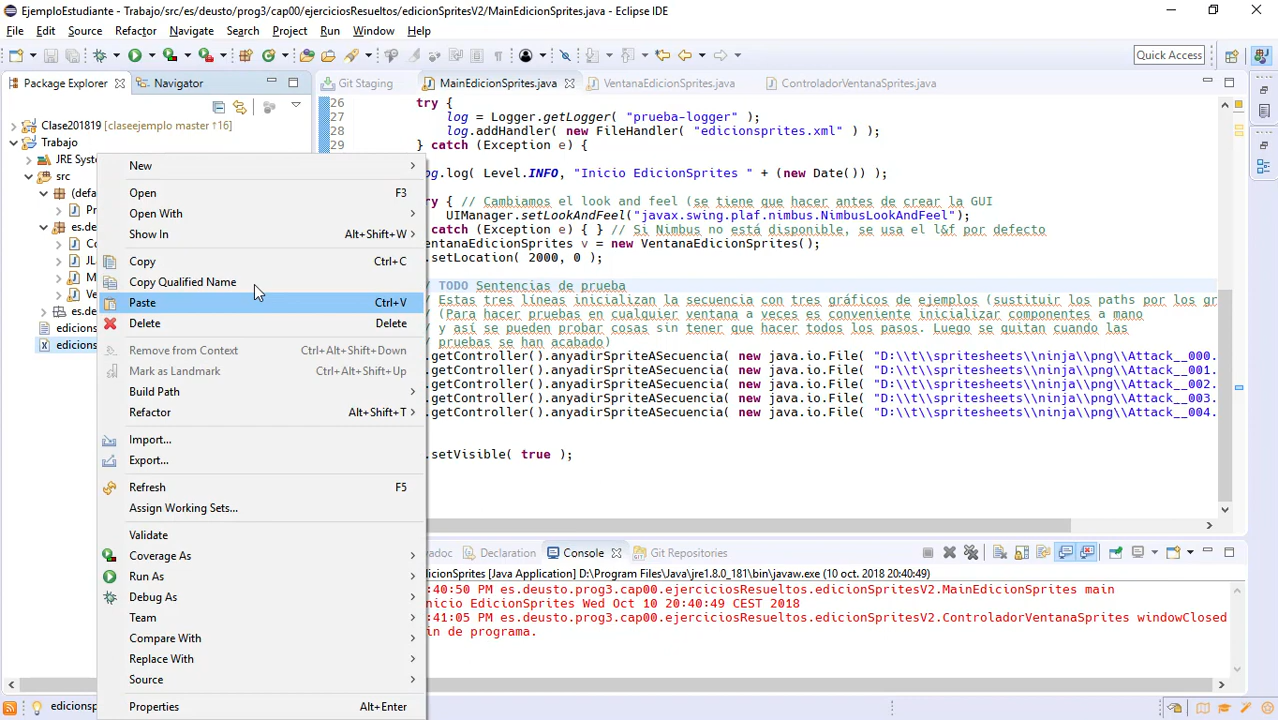 EjemploEstudiante - Trabajo/src/es/deusto/prog3/cap00/ejerciciosResueltos/edicionSpritesV2/MainEdicionSprites.java - Eclipse IDE
File Edit Source Refactor Navigate Search Project Run Window Help
Quick Access
Package Explorer Navigator
Git Staging MainEdicionSprites.java VentanaEdicionSprites.java ControladorVentanaSprites.java
Clase201819 [claseejemplo master ↑16]
Trabajo
JRE Syste
src
(defa
Pr
es.de
Co
JL
M
Ve
es.de
edicions
edicions
New
Open F3
Open With
Show In Alt+Shift+W
Copy Ctrl+C
Copy Qualified Name
Paste Ctrl+V
Delete Delete
Remove from Context Ctrl+Alt+Shift+Down
Mark as Landmark Ctrl+Alt+Shift+Up
Build Path
Refactor Alt+Shift+T
Import...
Export...
Refresh F5
Assign Working Sets...
Validate
Coverage As
Run As
Debug As
Team
Compare With
Replace With
Source
Properties Alt+Enter
26 try {
27 log = Logger.getLogger( "prueba-logger" );
28 log.addHandler( new FileHandler( "edicionsprites.xml" ) );
29 } catch (Exception e) {
og.log( Level.INFO, "Inicio EdicionSprites " + (new Date()) );
ry { // Cambiamos el look and feel (se tiene que hacer antes de crear la GUI
UIManager.setLookAndFeel("javax.swing.plaf.nimbus.NimbusLookAndFeel");
catch (Exception e) { } // Si Nimbus no está disponible, se usa el l&f por defecto
entanaEdicionSprites v = new VentanaEdicionSprites();
.setLocation( 2000, 0 );
/ TODO Sentencias de prueba
/ Estas tres líneas inicializan la secuencia con tres gráficos de ejemplos (sustituir los paths por los gr
/ (Para hacer pruebas en cualquier ventana a veces es conveniente inicializar componentes a mano
/ y así se pueden probar cosas sin tener que hacer todos los pasos. Luego se quitan cuando las
/ pruebas se han acabado)
.getController().anyadirSpriteASecuencia( new java.io.File( "D:\\t\\spritesheets\\ninja\\png\\Attack__000.
.getController().anyadirSpriteASecuencia( new java.io.File( "D:\\t\\spritesheets\\ninja\\png\\Attack__001.
.getController().anyadirSpriteASecuencia( new java.io.File( "D:\\t\\spritesheets\\ninja\\png\\Attack__002.
.getController().anyadirSpriteASecuencia( new java.io.File( "D:\\t\\spritesheets\\ninja\\png\\Attack__003.
.getController().anyadirSpriteASecuencia( new java.io.File( "D:\\t\\spritesheets\\ninja\\png\\Attack__004.
.setVisible( true );
adoc Declaration Console Git Repositories
dicionSprites [Java Application] D:\Program Files\Java\jre1.8.0_181\bin\javaw.exe (10 oct. 2018 20:40:49)
:40:50 PM es.deusto.prog3.cap00.ejerciciosResueltos.edicionSpritesV2.MainEdicionSprites main
nicio EdicionSprites Wed Oct 10 20:40:49 CEST 2018
:41:05 PM es.deusto.prog3.cap00.ejerciciosResueltos.edicionSpritesV2.ControladorVentanaSprites windowClosed
in de programa.
edicionsp